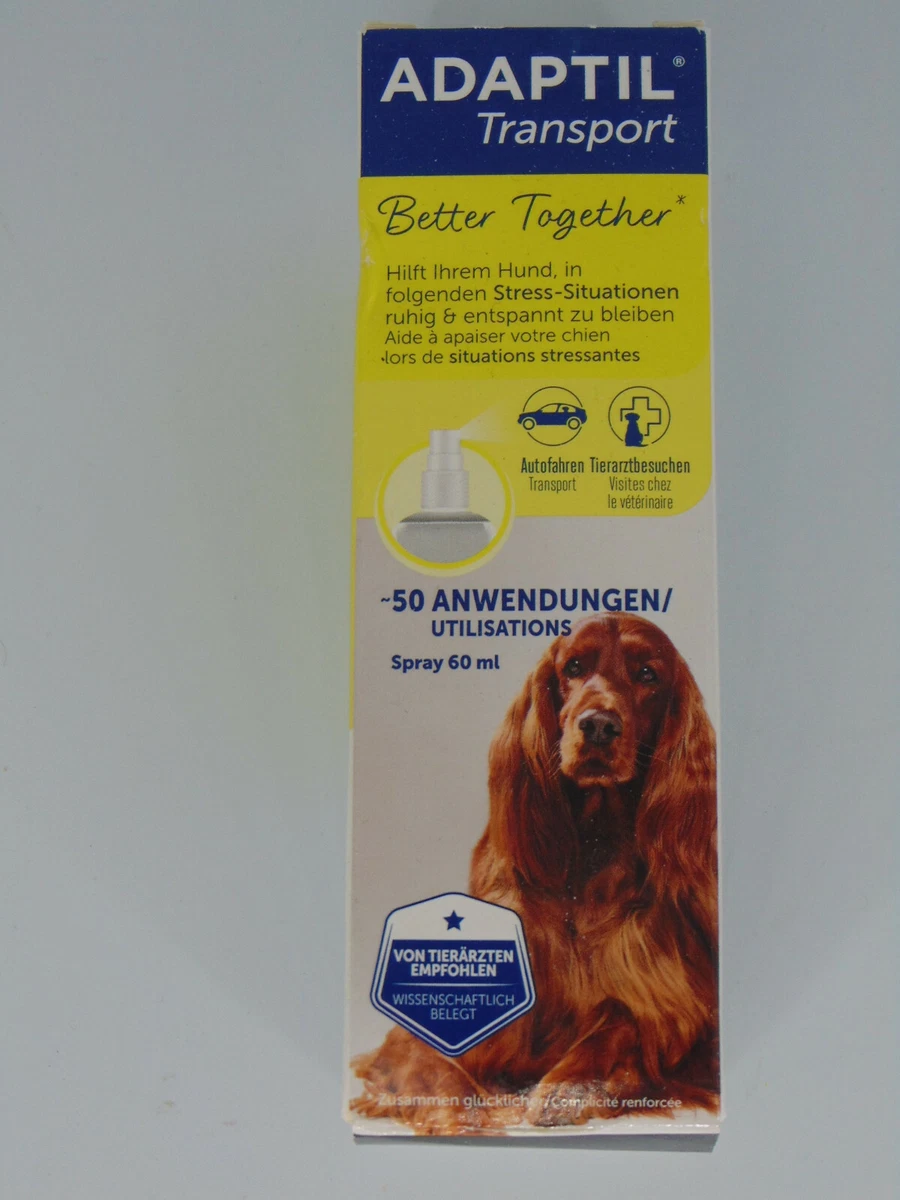 ADAPTIL®
Transport
Better Together*
Hilft Ihrem Hund, in
folgenden Stress-Situationen
ruhig & entspannt zu bleiben
Aide à apaiser votre chien
lors de situations stressantes
Autofahren Tierarztbesuchen
Transport Visites chez
le vétérinaire
~50 ANWENDUNGEN/
UTILISATIONS
Spray 60 ml
VON TIERÄRZTEN
EMPFOHLEN
WISSENSCHAFTLICH
BELEGT
Zusammen glücklicher/Complicité renforcée